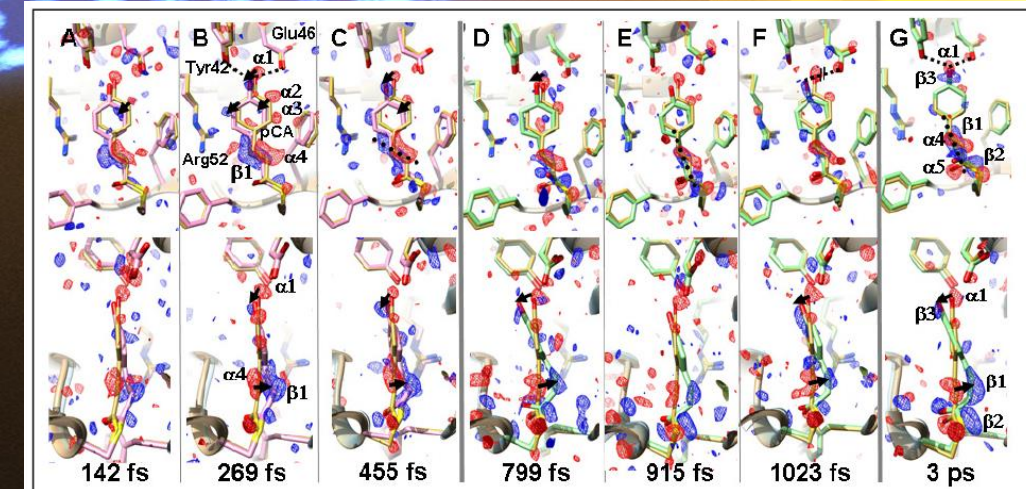 A B C D E F G
Glu46
α1
Tyr42
α2
α3
pCA
Arg52
α4
β1
α1
β3
β1
α4
α5
β2
α1
α4
β1
α1
β3
β1
β2
142 fs 269 fs 455 fs 799 fs 915 fs 1023 fs 3 ps